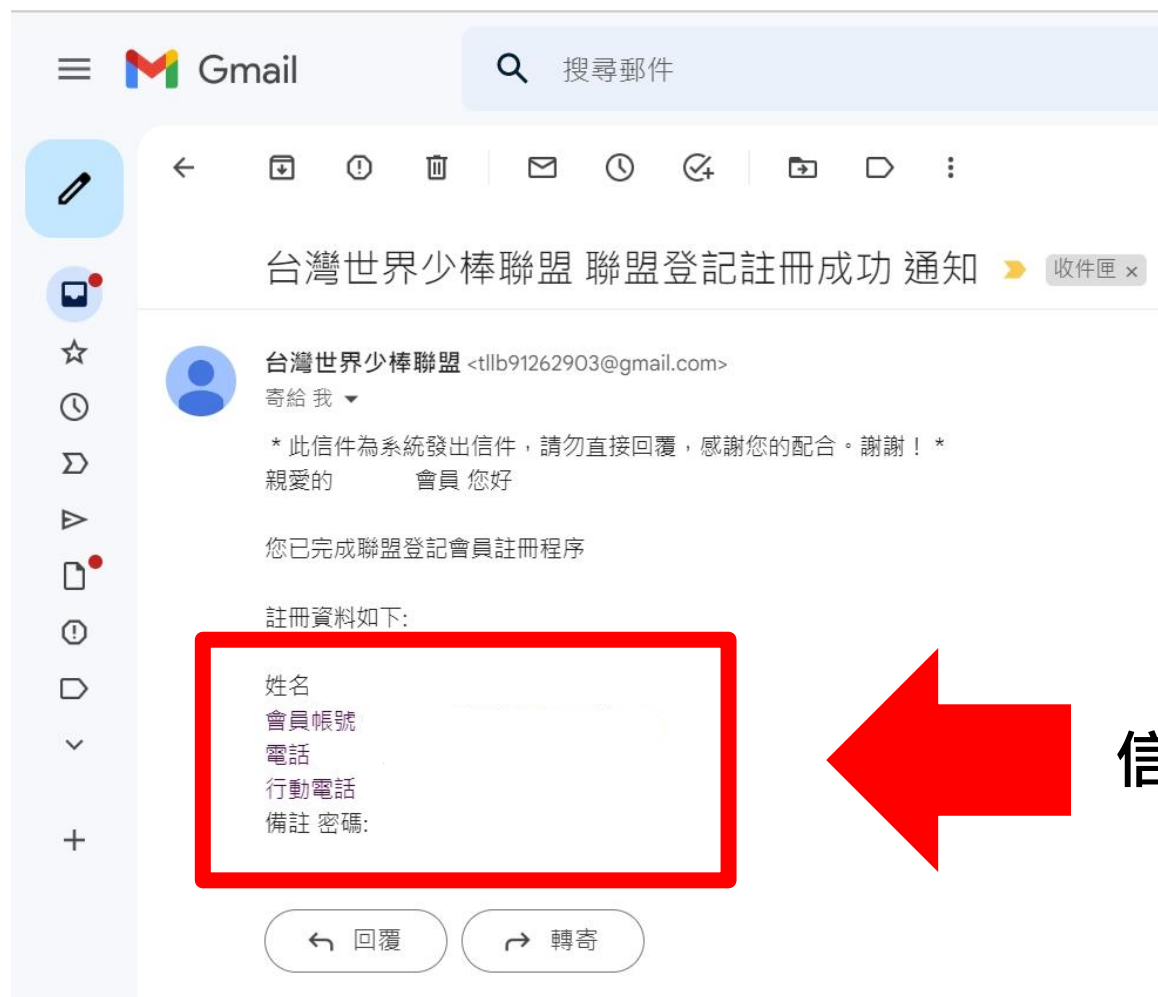 Gmail
搜尋郵件
台灣世界少棒聯盟 聯盟登記註冊成功 通知
收件匣 ×
台灣世界少棒聯盟 <tllb91262903@gmail.com>
寄給 我
* 此信件為系統發出信件，請勿直接回覆，感謝您的配合。謝謝！*
親愛的 會員 您好
您已完成聯盟登記會員註冊程序
註冊資料如下:
姓名
會員帳號
電話
行動電話
備註 密碼:
信
回覆
轉寄